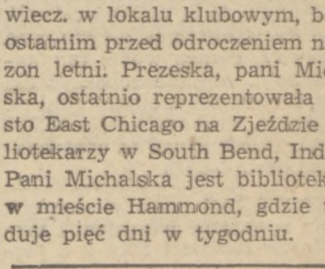 wiecz. w lokalu klubowym, b
ostatnim przed odroczeniem n
zon letni. Prezeska, pani Mic
ska, ostatnio reprezentowała
sto East Chicago na Zjeździe
liotekarzy w South Bend, Ind
Pani Michalska jest bibliotek
w mieście Hammond, gdzie
duje pięć dni w tygodniu.